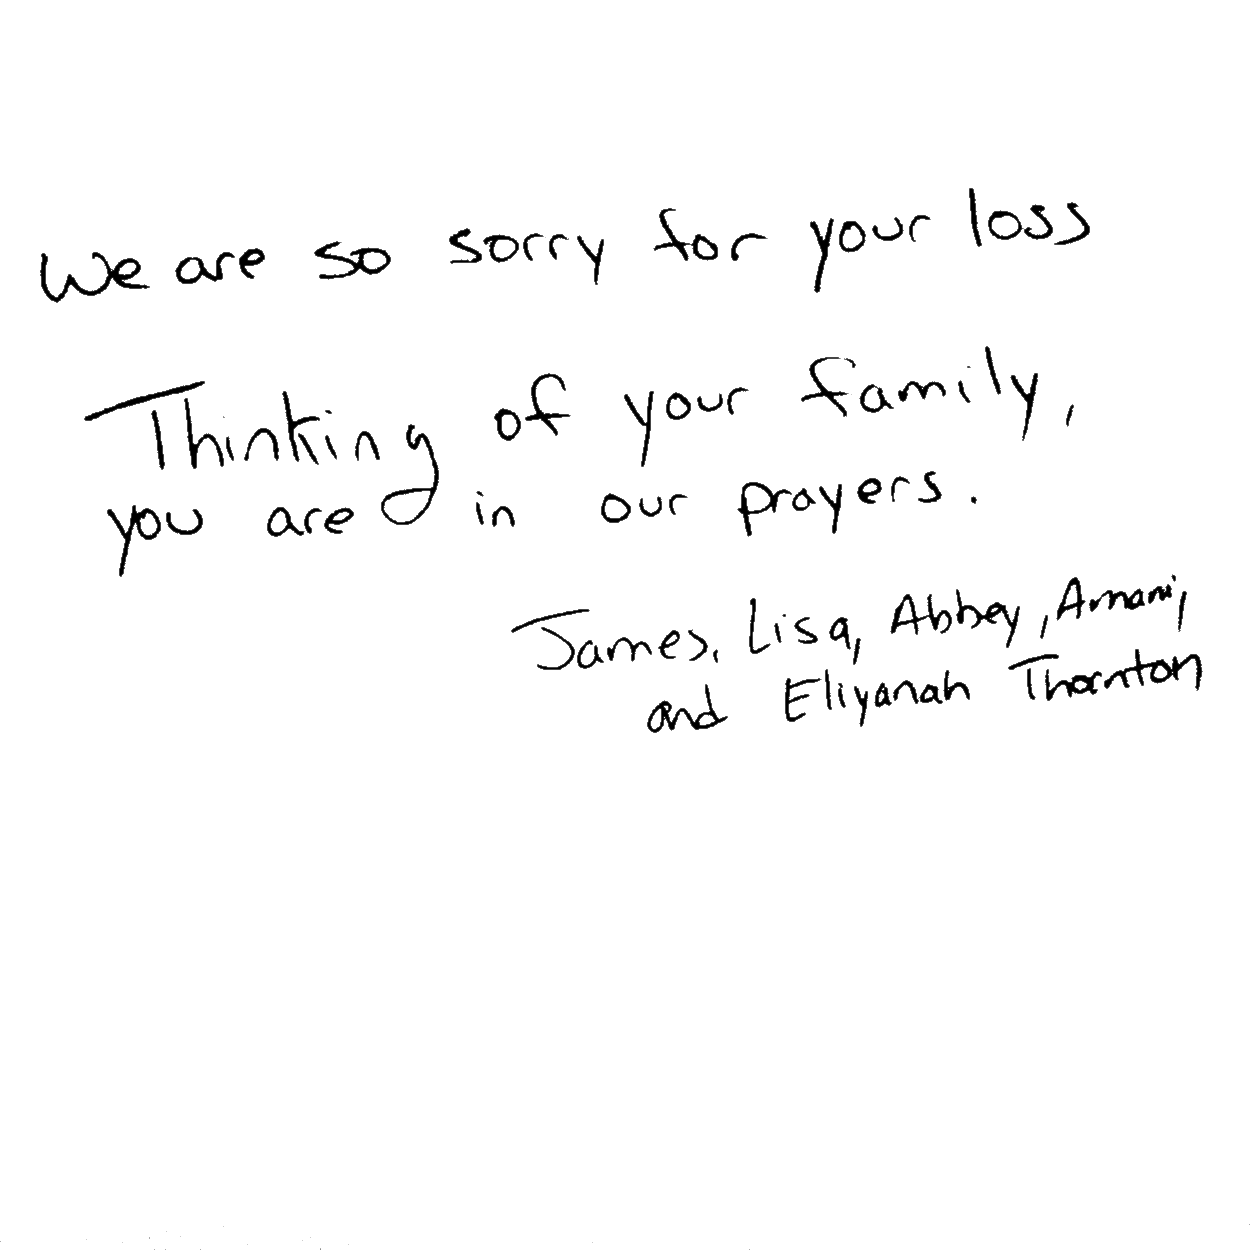 We are so sorry for your loss
Thinking of your family,
you are in our prayers.
James, Lisa, Abbey, Amani,
and Eliyanah Thornton